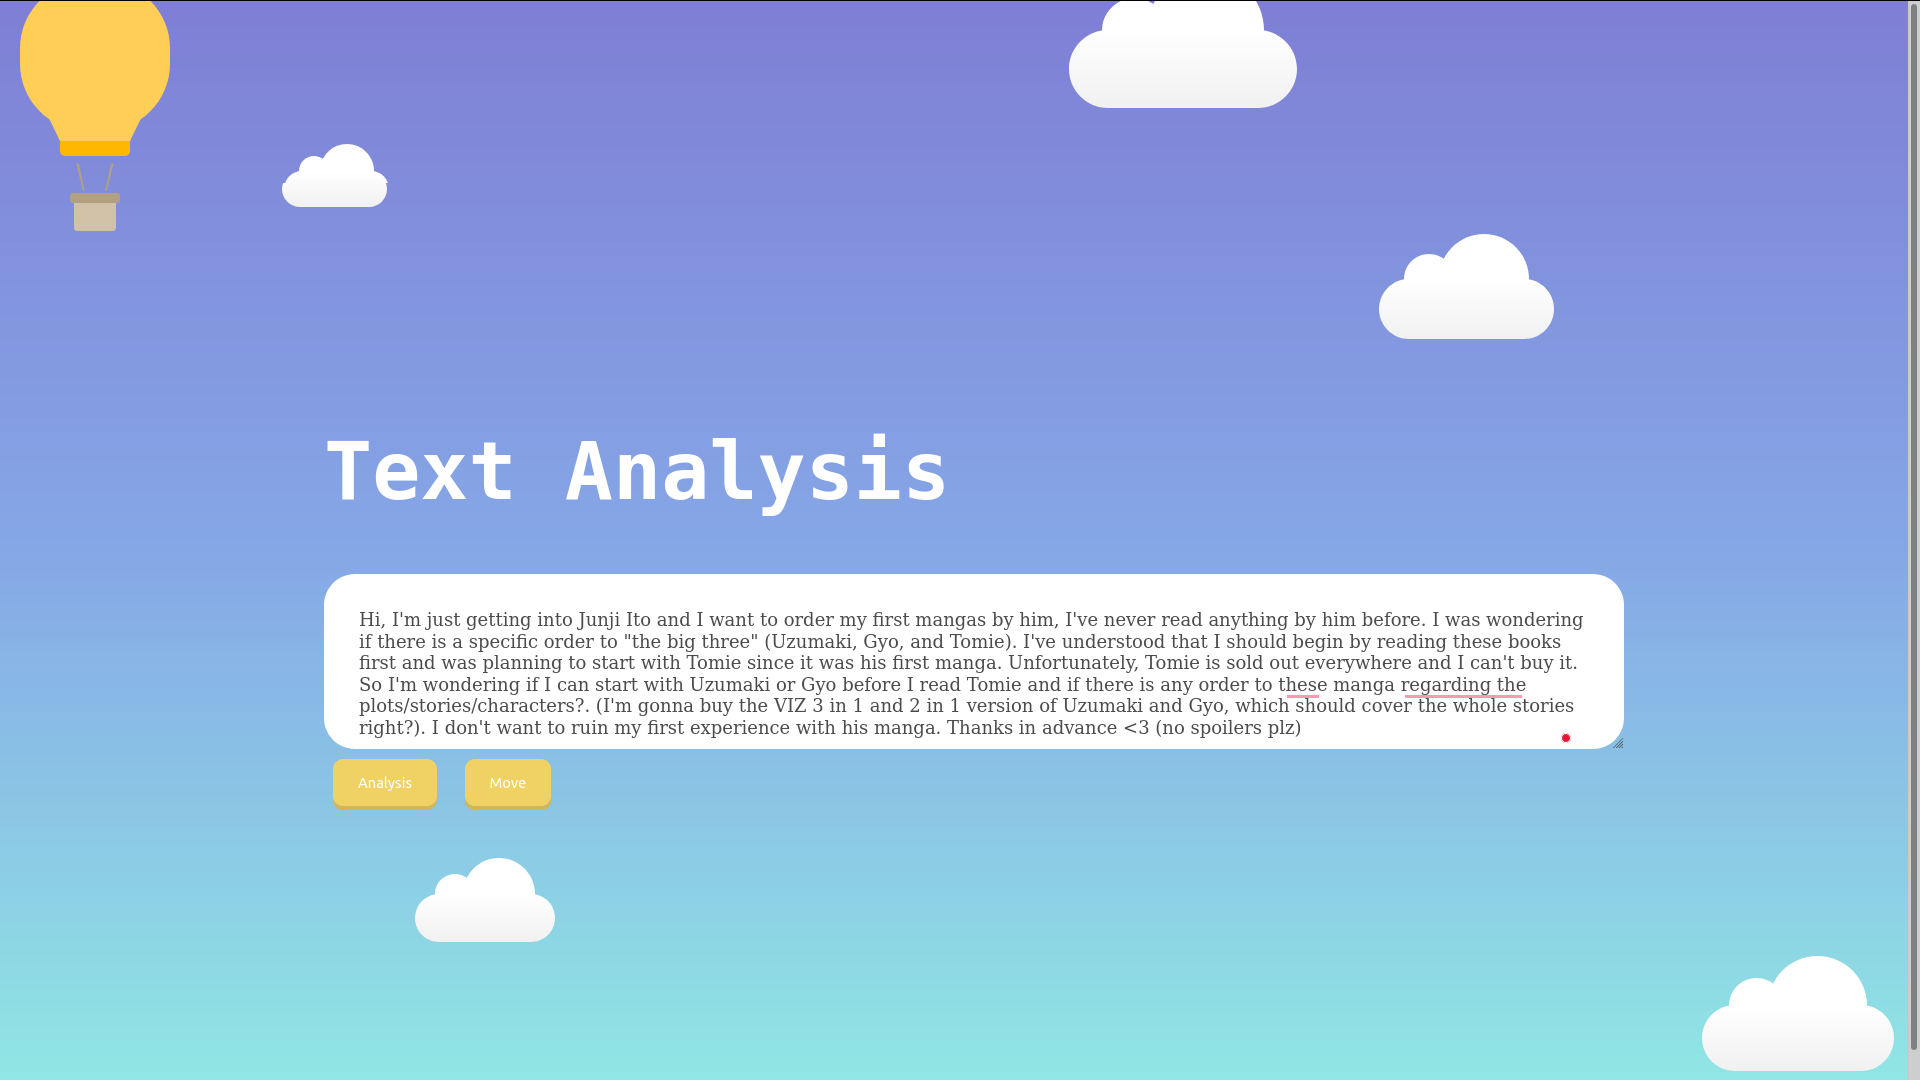 Text Analysis
Hi, I'm just getting into Junji Ito and I want to order my first mangas by him, I've never read anything by him before. I was wondering
if there is a specific order to "the big three" (Uzumaki, Gyo, and Tomie). I've understood that I should begin by reading these books
first and was planning to start with Tomie since it was his first manga. Unfortunately, Tomie is sold out everywhere and I can't buy it.
So I'm wondering if I can start with Uzumaki or Gyo before I read Tomie and if there is any order to these manga regarding the
plots/stories/characters?. (I'm gonna buy the VIZ 3 in 1 and 2 in 1 version of Uzumaki and Gyo, which should cover the whole stories
right?). I don't want to ruin my first experience with his manga. Thanks in advance <3 (no spoilers plz)
Analysis
Move